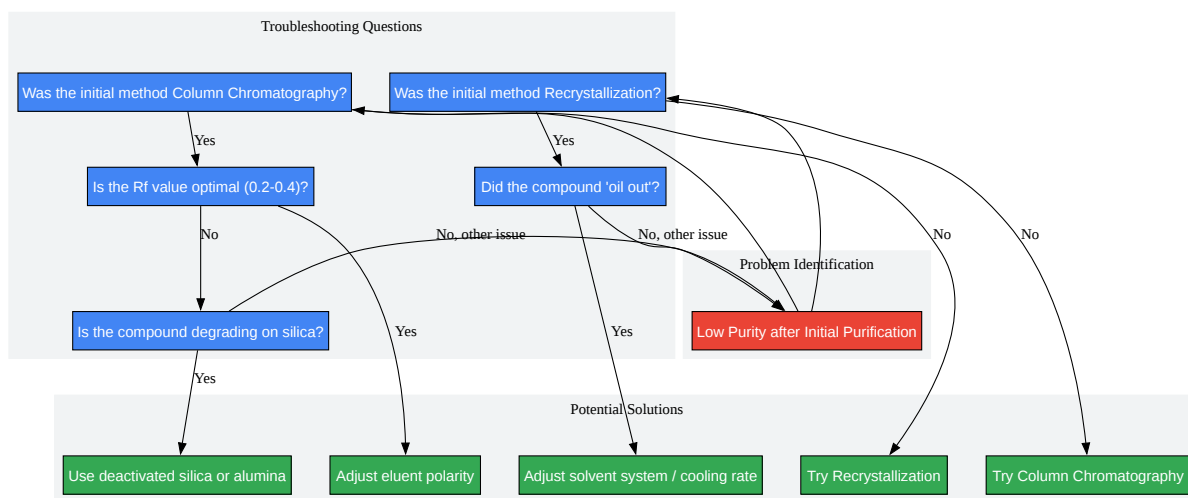 Troubleshooting Questions
Was the initial method Column Chromatography?
Was the initial method Recrystallization?
Yes
Yes
Is the Rf value optimal (0.2-0.4)?
Did the compound 'oil out'?
No
No, other issue
No, other issue
No
No
Problem Identification
Is the compound degrading on silica?
Yes
Yes
Low Purity after Initial Purification
Yes
Potential Solutions
Use deactivated silica or alumina
Adjust eluent polarity
Adjust solvent system / cooling rate
Try Recrystallization
Try Column Chromatography